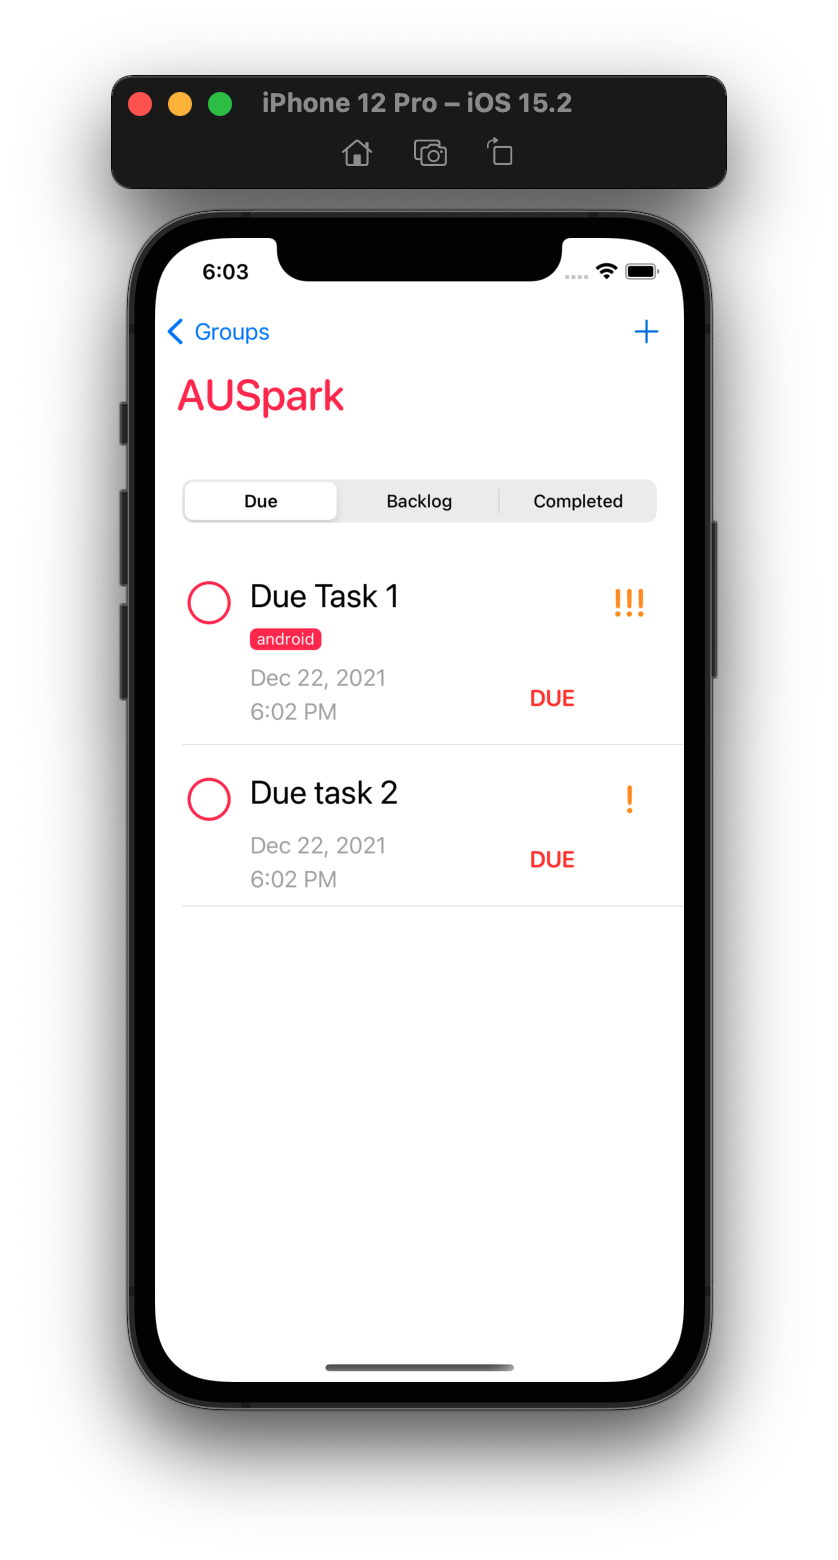 iPhone 12 Pro – iOS 15.2
6:03
Groups
AUSpark
Due Backlog Completed
Due Task 1 !!!
android
Dec 22, 2021
6:02 PM
DUE
Due task 2 !
Dec 22, 2021
6:02 PM
DUE